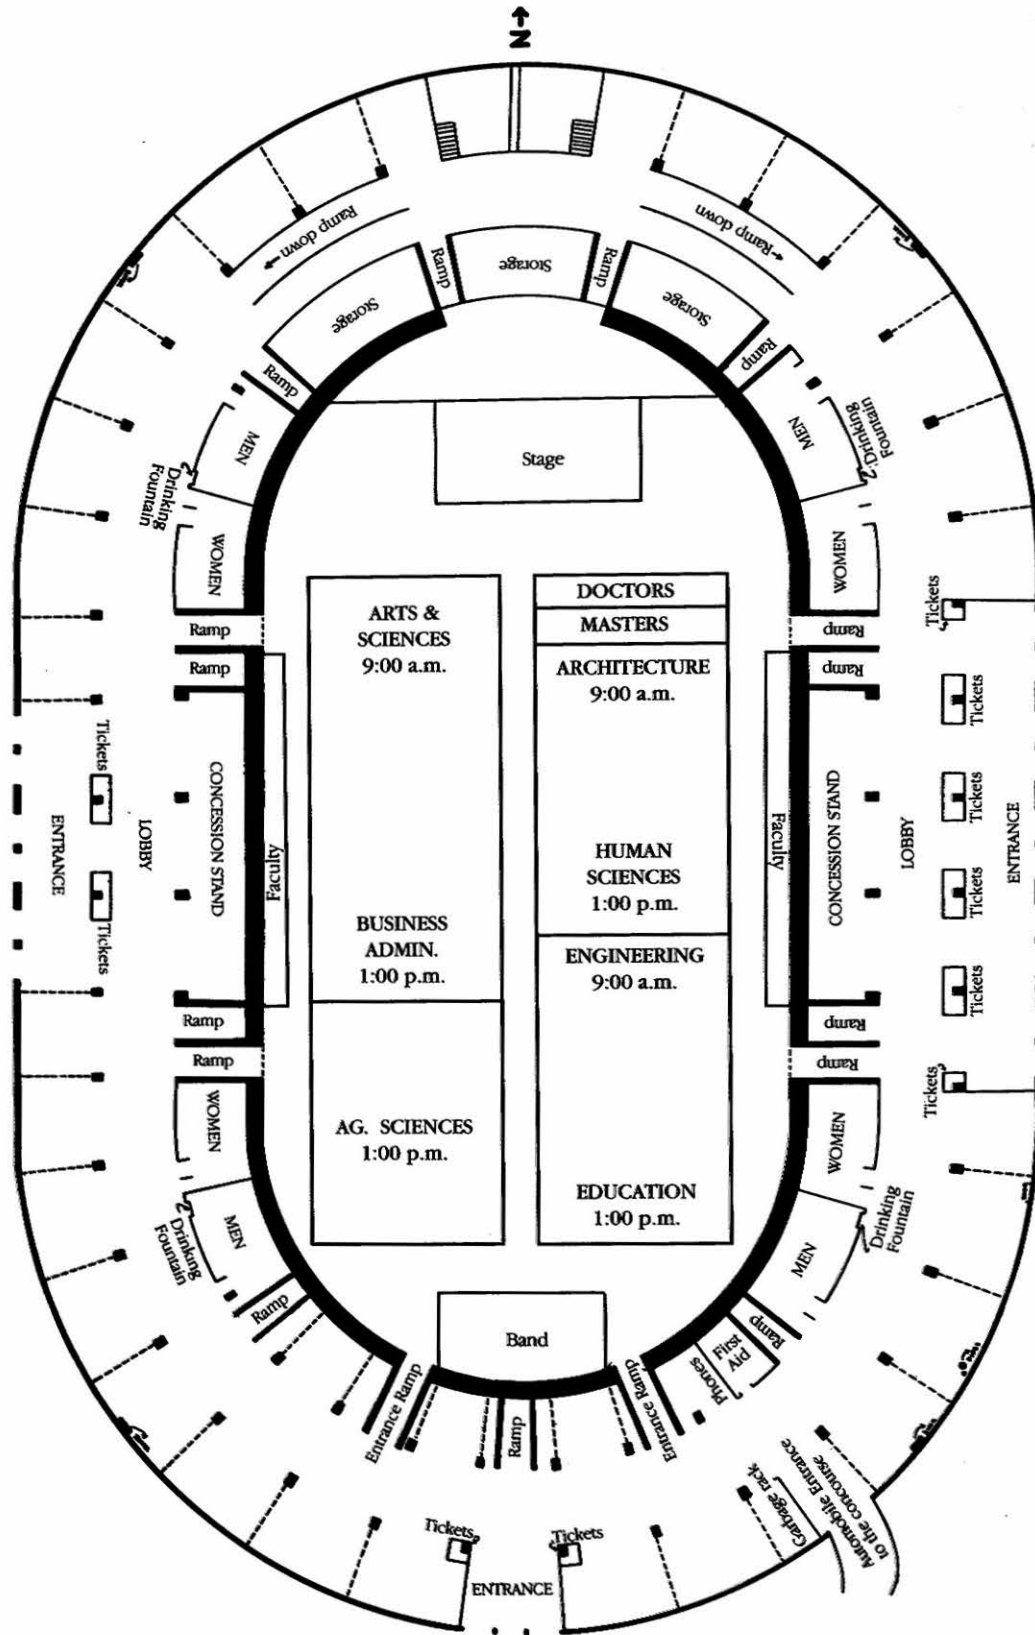 N
Ramp down
Ramp down
Storage
Ramp
Ramp
Storage
Storage
Ramp
Ramp
MEN
MEN
Drinking
Fountain
Drinking
Fountain
Stage
WOMEN
WOMEN
Tickets
Ramp
Ramp
Ramp
Ramp
ARTS &
SCIENCES
9:00 a.m.
DOCTORS
MASTERS
ARCHITECTURE
9:00 a.m.
Tickets
Tickets
Tickets
Tickets
Tickets
Tickets
ENTRANCE
LOBBY
CONCESSION STAND
Faculty
Faculty
CONCESSION STAND
LOBBY
ENTRANCE
HUMAN
SCIENCES
1:00 p.m.
BUSINESS
ADMIN.
1:00 p.m.
ENGINEERING
9:00 a.m.
Ramp
Ramp
Ramp
Ramp
Tickets
WOMEN
WOMEN
AG. SCIENCES
1:00 p.m.
EDUCATION
1:00 p.m.
Drinking
Fountain
MEN
MEN
Drinking
Fountain
Ramp
Ramp
Band
First
Aid
Phones
Entrance Ramp
Ramp
Entrance Ramp
Garbage rack
Automobile Entrance
to the concourse
Tickets
Tickets
ENTRANCE